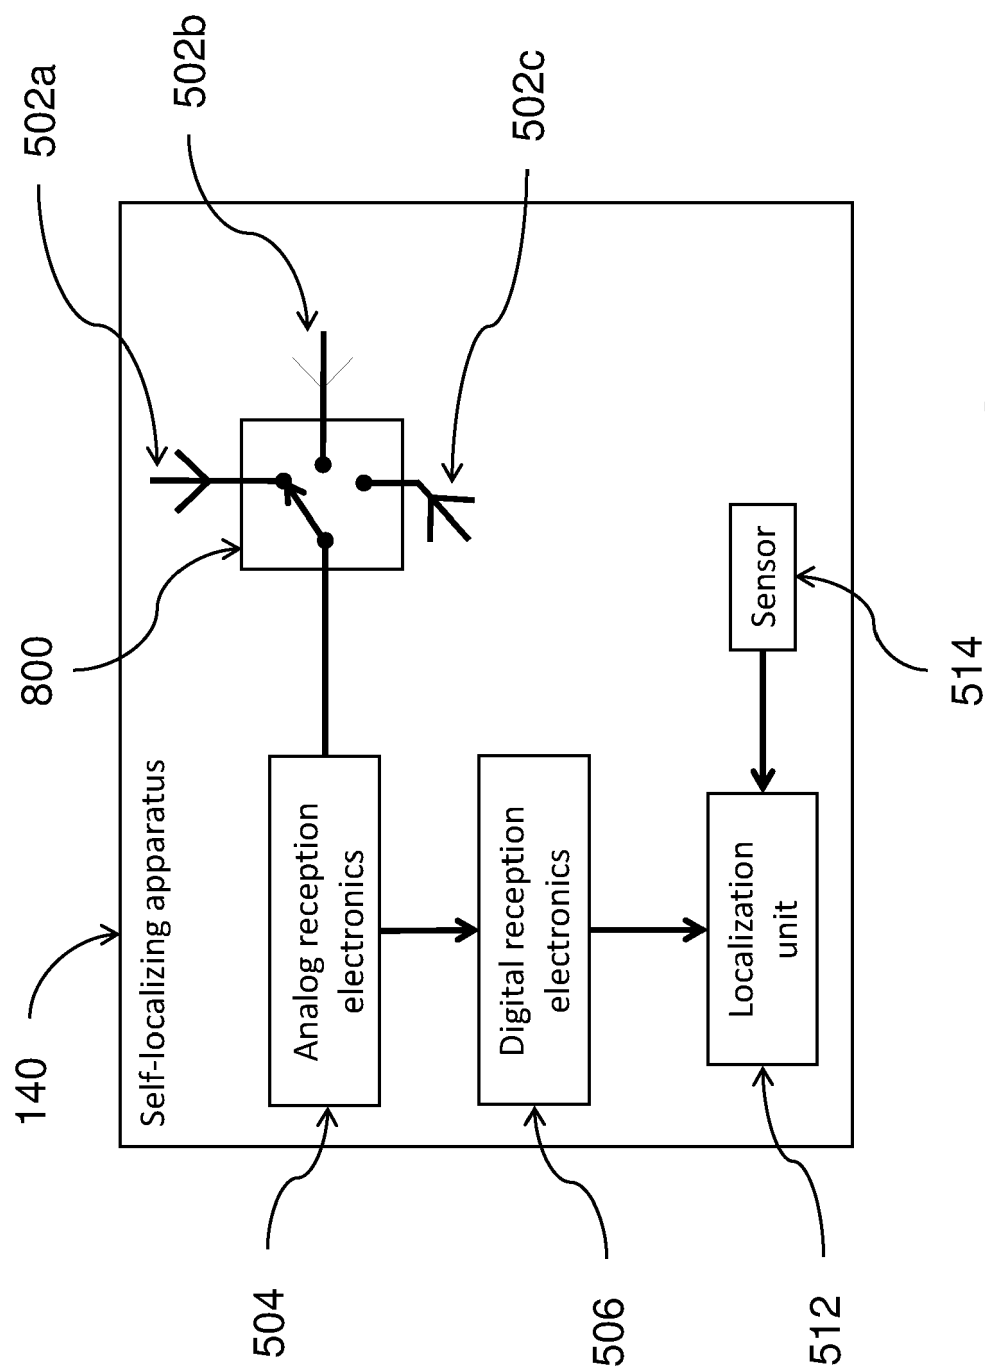 140
Self-localizing apparatus
800
502a
502b
502c
504
Analog reception
electronics
506
Digital reception
electronics
512
Localization
unit
Sensor
514